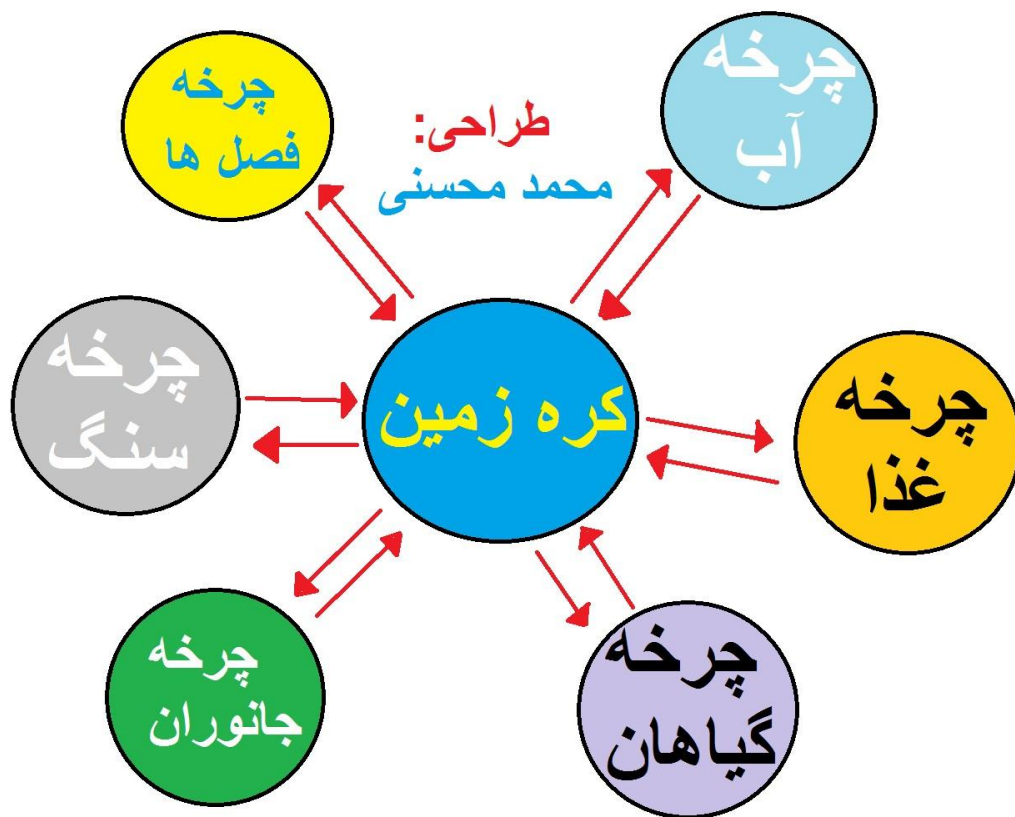 چرخه
آب
طراحی:
محمد محسنی
چرخه
فصل ها
چرخه
غذا
کره زمین
چرخه
سنگ
چرخه
گیاهان
چرخه
جانوران